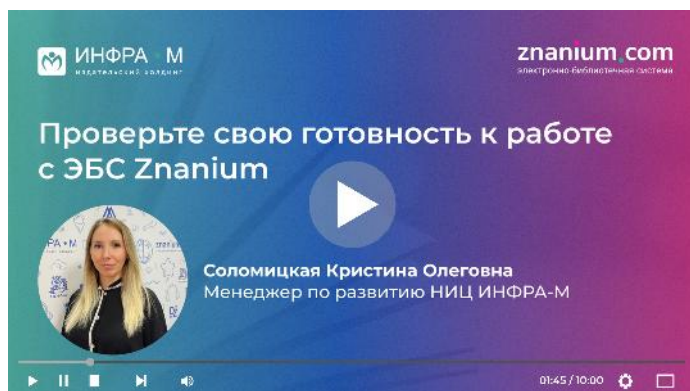 ИНФРА • М
издательский холдинг
znanium.com
электронно-библиотечная система
Проверьте свою готовность к работе
с ЭБС Znanium
Соломицкая Кристина Олеговна
Менеджер по развитию НИЦ ИНФРА-М
01:45 / 10:00